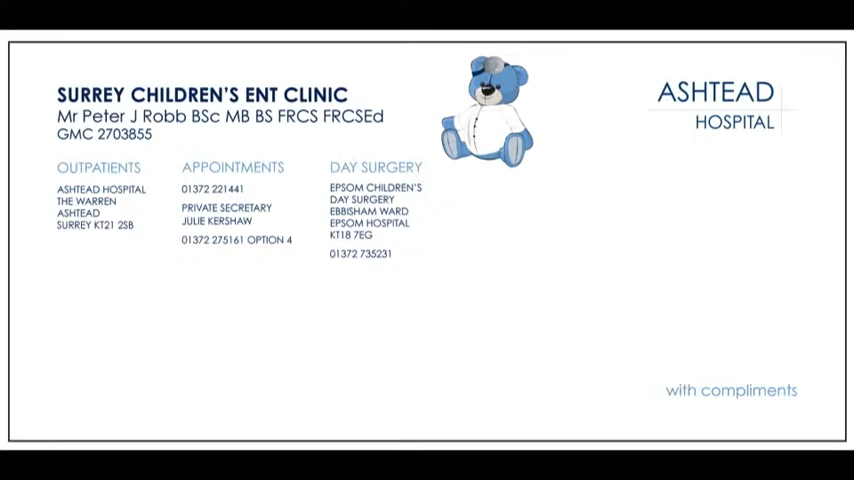 SURREY CHILDREN'S ENT CLINIC
Mr Peter J Robb BSc MB BS FRCS FRCSEd
GMC 2703855
ASHTEAD
HOSPITAL
OUTPATIENTS
ASHTEAD HOSPITAL
THE WARREN
ASHTEAD
SURREY KT21 2SB
APPOINTMENTS
01372 221441
PRIVATE SECRETARY
JULIE KERSHAW
01372 275161 OPTION 4
DAY SURGERY
EPSOM CHILDREN'S
DAY SURGERY
EBBISHAM WARD
EPSOM HOSPITAL
KT18 7EG
01372 735231
with compliments